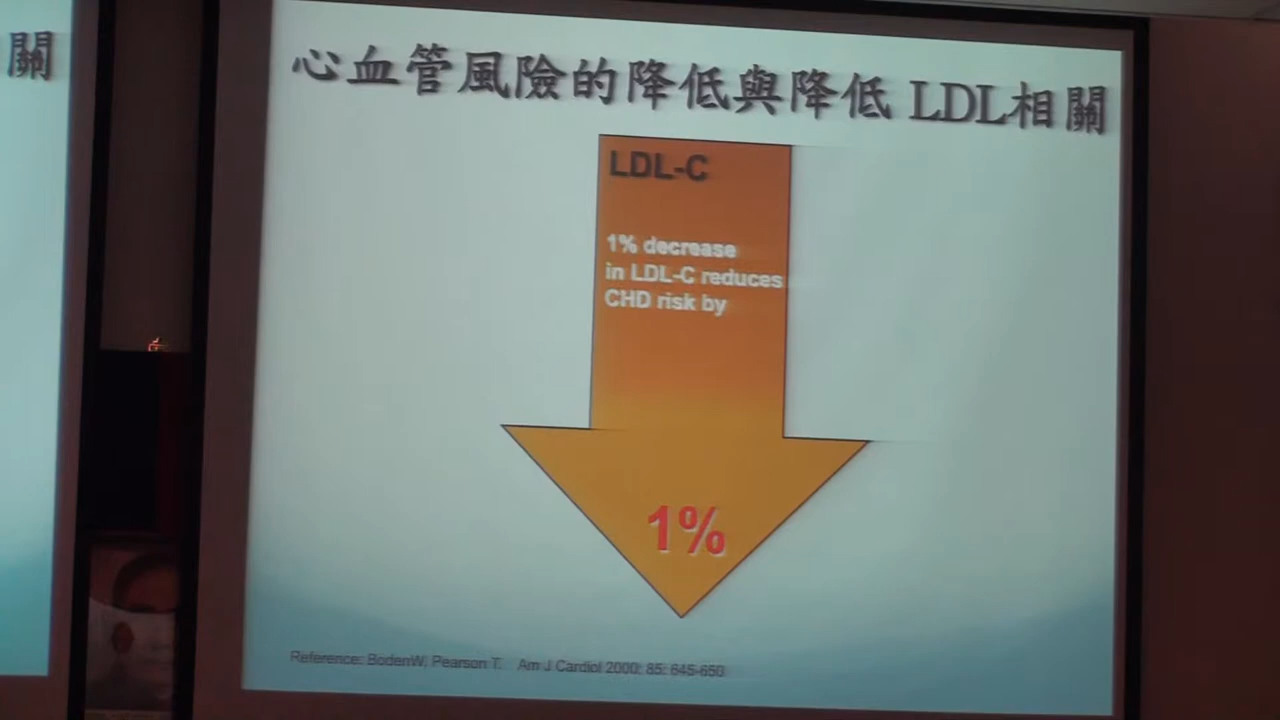 關
心血管風險的降低與降低 LDL相關
LDL-C
1% decrease
in LDL-C reduces
CHD risk by
1%
Reference: BodenW, Pearson T. Am J Cardiol 2000; 85: 645-650